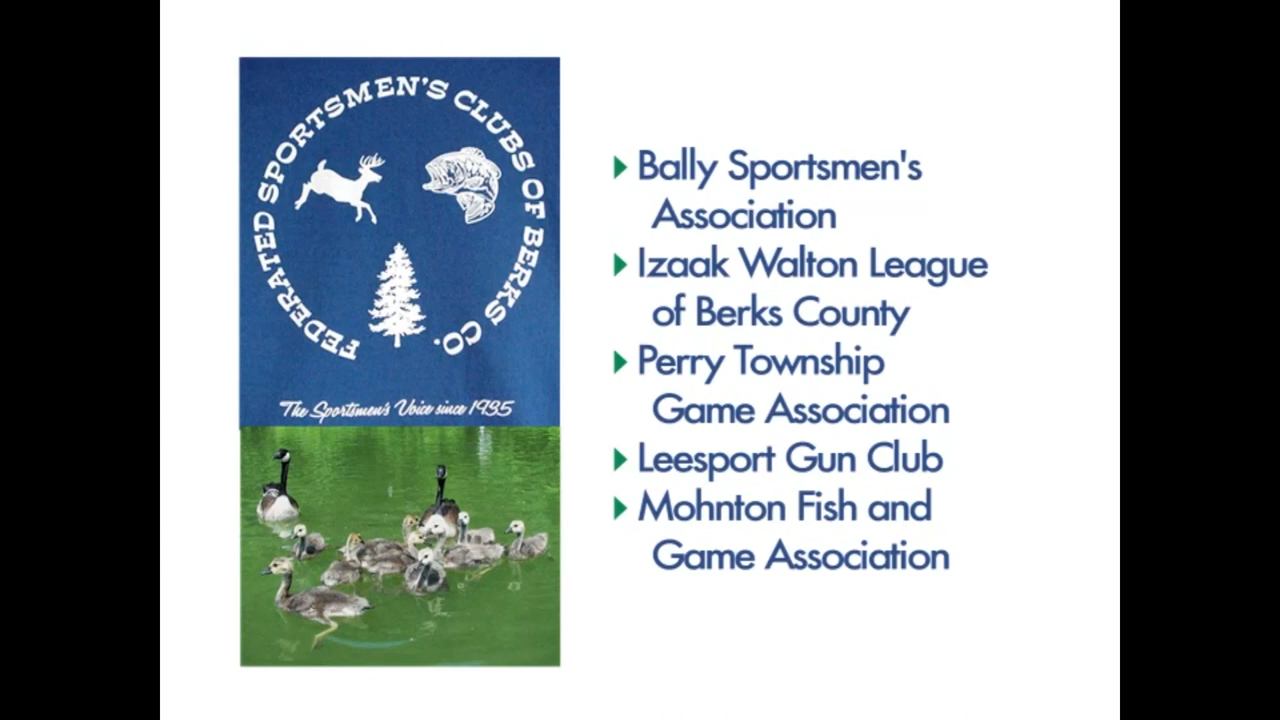 FEDERATED SPORTSMEN'S CLUBS OF BERKS CO.
The Sportsmen's Voice since 1935
Bally Sportsmen's
Association
Izaak Walton League
of Berks County
Perry Township
Game Association
Leesport Gun Club
Mohnton Fish and
Game Association